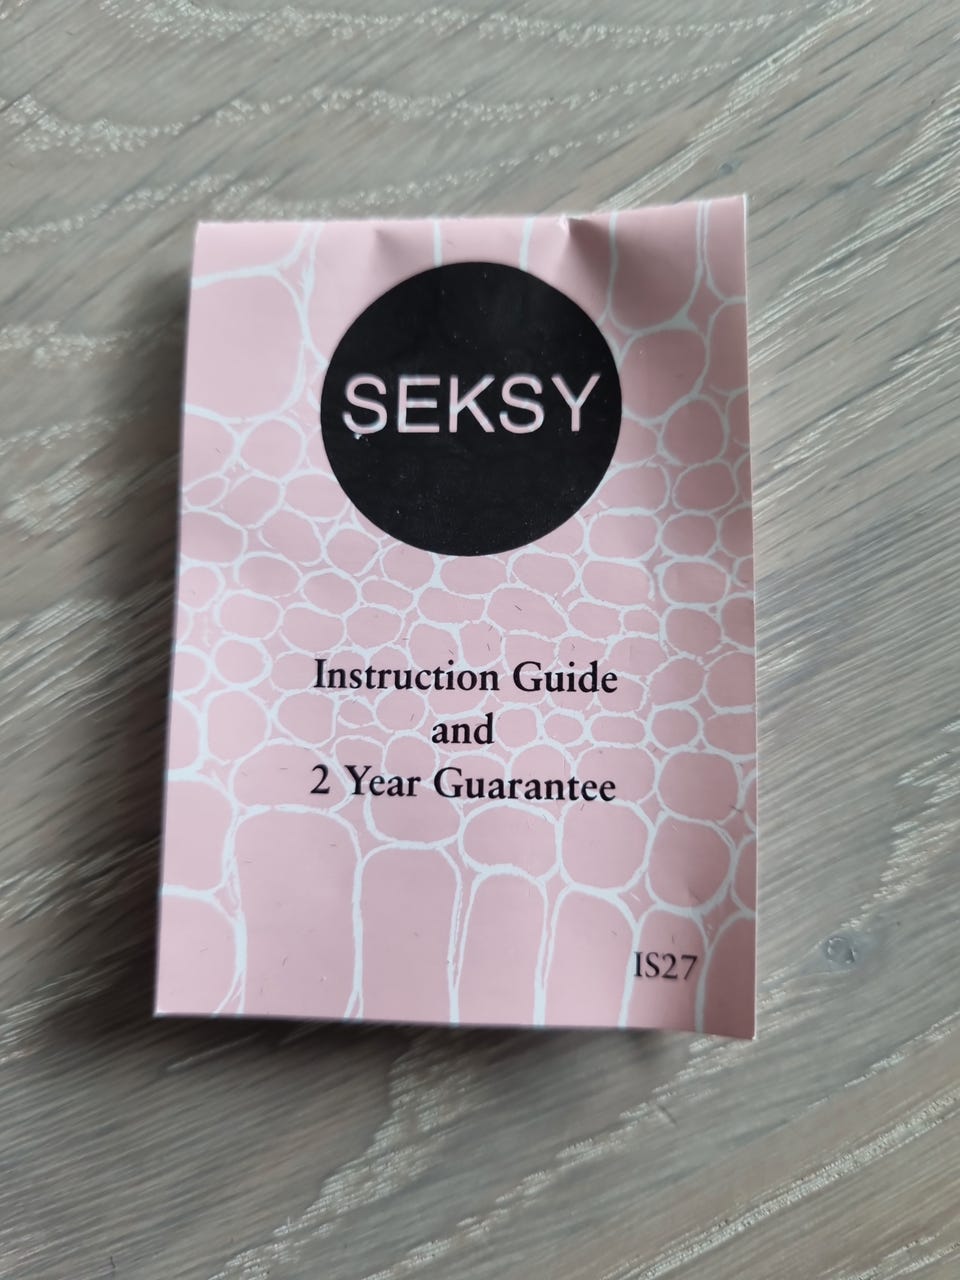 SEKSY
Instruction Guide
and
2 Year Guarantee
IS27